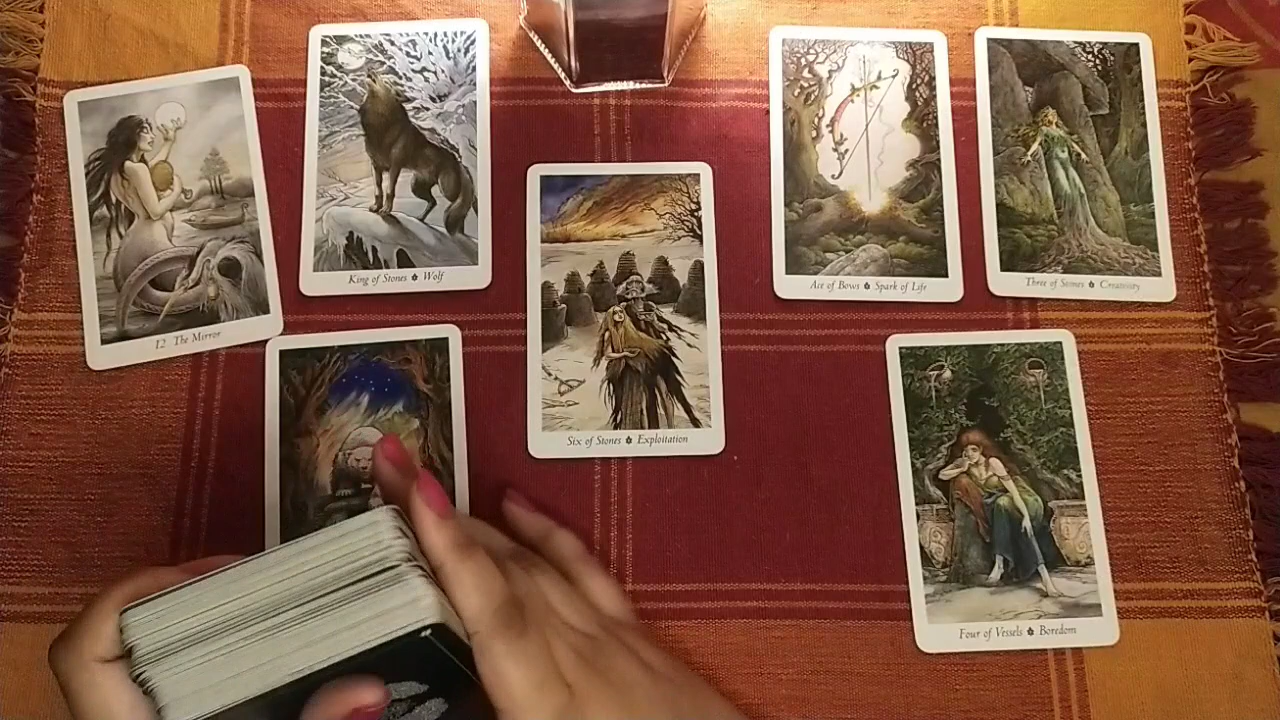 12 The Mirror
King of Stones Wolf
Six of Stones Exploitation
Ace of Bows Spark of Life
Three of Stones Creativity
Four of Vessels Boredom